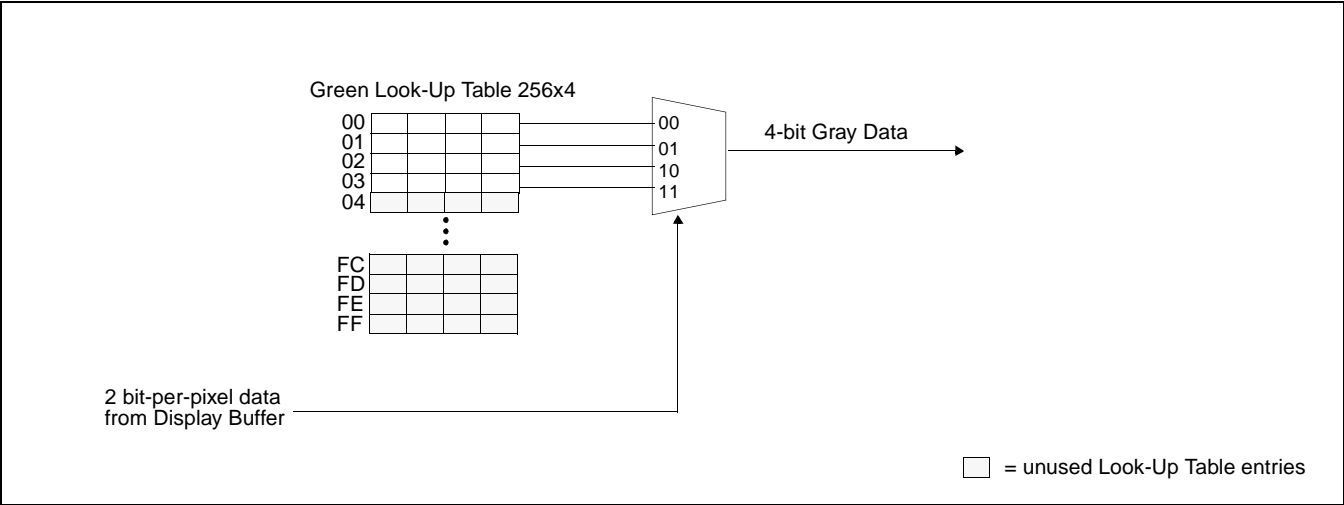 Green Look-Up Table 256x4
00
01
02
03
04
00
01
10
11
4-bit Gray Data
FC
FD
FE
FF
2 bit-per-pixel data
from Display Buffer
= unused Look-Up Table entries